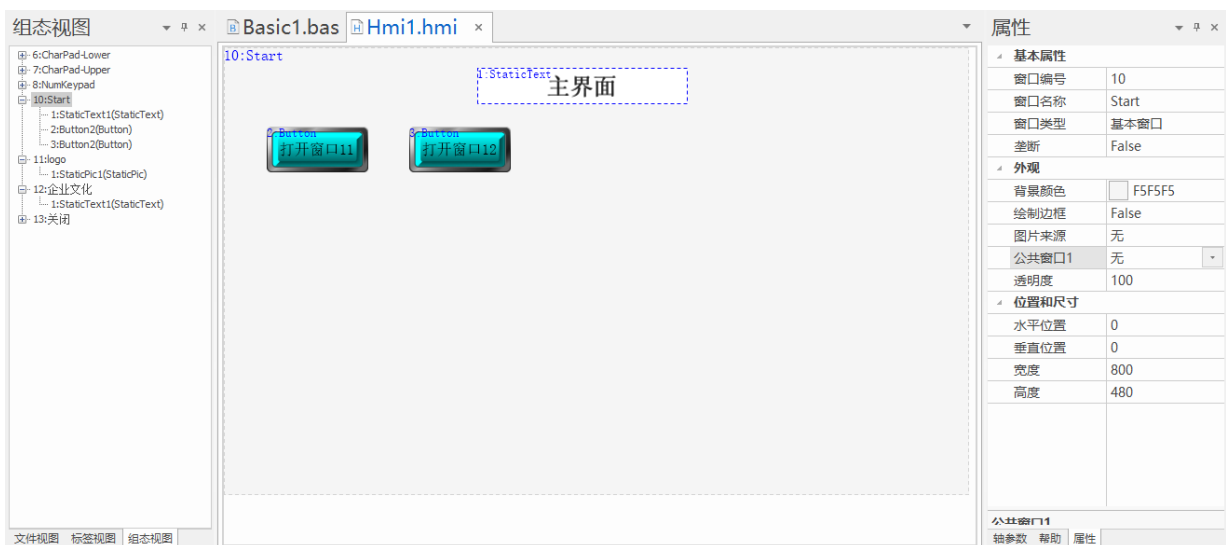 组态视图
6:CharPad-Lower
7:CharPad-Upper
8:NumKeypad
10:Start
1:StaticText1(StaticText)
2:Button2(Button)
3:Button2(Button)
11:logo
1:StaticPic1(StaticPic)
12:企业文化
1:StaticText1(StaticText)
13:关闭
文件视图 标签视图 组态视图
Basic1.bas Hmi1.hmi ×
10:Start
1:StaticText
主界面
2:Button 3:Button
打开窗口11 打开窗口12
属性
基本属性
窗口编号 10
窗口名称 Start
窗口类型 基本窗口
垄断 False
外观
背景颜色 F5F5F5
绘制边框 False
图片来源 无
公共窗口1 无
透明度 100
位置和尺寸
水平位置 0
垂直位置 0
宽度 800
高度 480
公共窗口1
轴参数 帮助 属性